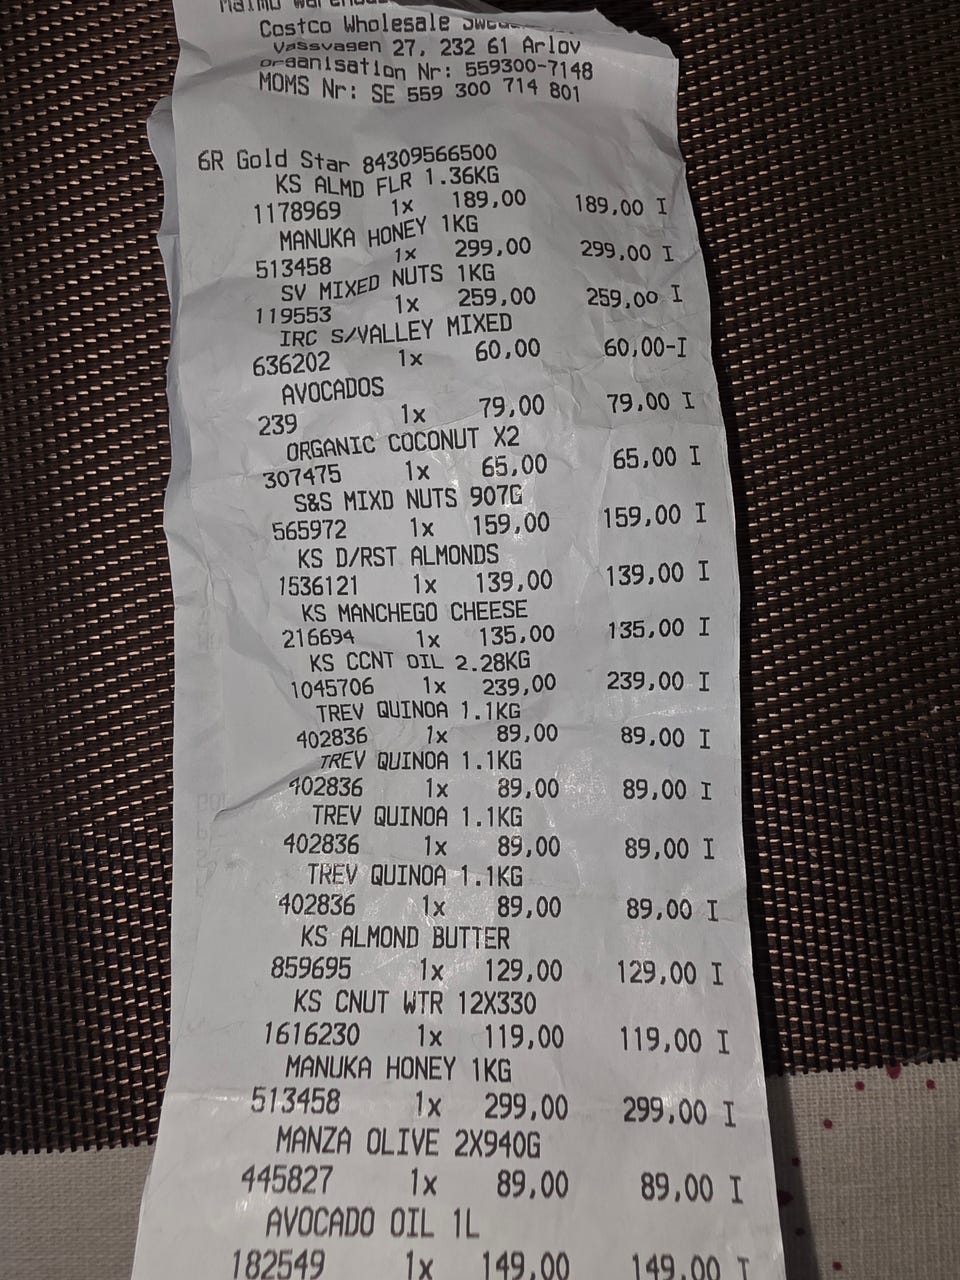 Malmö
Costco Wholesale
Vassvagen 27, 232 61 Arlov
organisation Nr: 559300-7148
MOMS Nr: SE 559 300 714 801
6R Gold Star 84309566500
KS ALMD FLR 1.36KG
1178969 1x 189,00 189,00 I
MANUKA HONEY 1KG
513458 1x 299,00 299,00 I
SV MIXED NUTS 1KG
119553 1x 259,00 259,00 I
IRC S/VALLEY MIXED
636202 1x 60,00 60,00-I
AVOCADOS
239 1x 79,00 79,00 I
ORGANIC COCONUT X2
307475 1x 65,00 65,00 I
S&S MIXD NUTS 907G
565972 1x 159,00 159,00 I
KS D/RST ALMONDS
1536121 1x 139,00 139,00 I
KS MANCHEGO CHEESE
216694 1x 135,00 135,00 I
KS CCNT OIL 2.28KG
1045706 1x 239,00 239,00 I
TREV QUINOA 1.1KG
402836 1x 89,00 89,00 I
TREV QUINOA 1.1KG
402836 1x 89,00 89,00 I
TREV QUINOA 1.1KG
402836 1x 89,00 89,00 I
TREV QUINOA 1.1KG
402836 1x 89,00 89,00 I
KS ALMOND BUTTER
859695 1x 129,00 129,00 I
KS CNUT WTR 12X330
1616230 1x 119,00 119,00 I
MANUKA HONEY 1KG
513458 1x 299,00 299,00 I
MANZA OLIVE 2X940G
445827 1x 89,00 89,00 I
AVOCADO OIL 1L
182549 1x 149,00 149,00 I